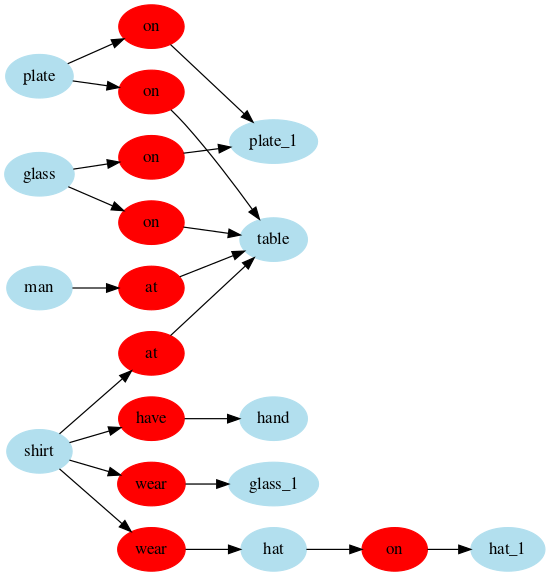 on
plate
on
plate_1
on
glass
on
table
man
at
at
have
hand
shirt
wear
glass_1
wear
hat
on
hat_1